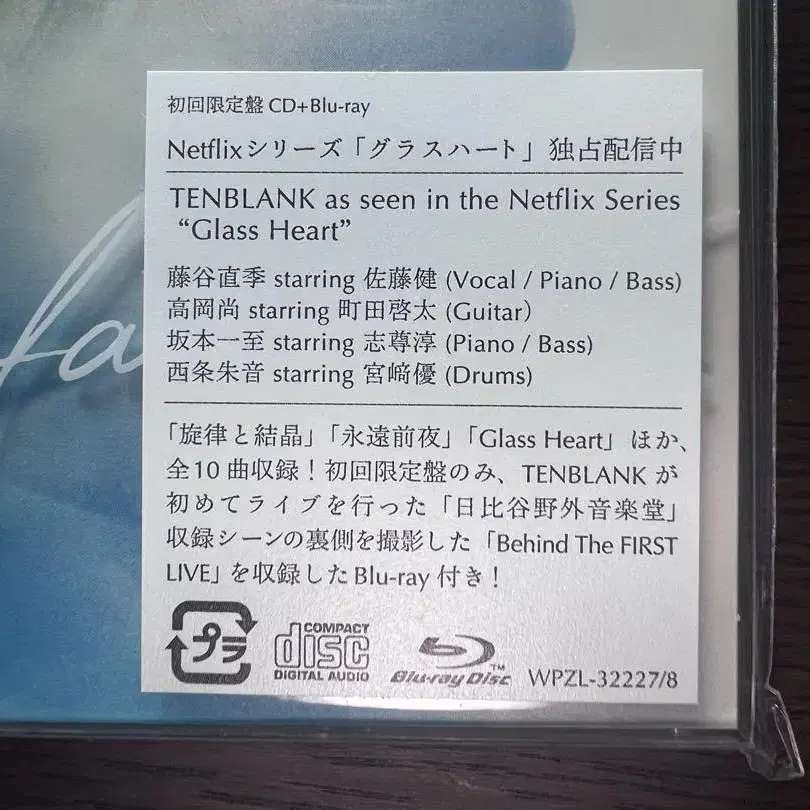 初回限定盤 CD+Blu-ray
Netflixシリーズ「グラスハート」独占配信中
TENBLANK as seen in the Netflix Series
“Glass Heart”
藤谷直季 starring 佐藤健 (Vocal / Piano / Bass)
高岡尚 starring 町田啓太 (Guitar)
坂本一至 starring 志尊淳 (Piano / Bass)
西条朱音 starring 宮﨑優 (Drums)
「旋律と結晶」「永遠前夜」「Glass Heart」ほか、
全10曲収録！初回限定盤のみ、TENBLANKが
初めてライブを行った「日比谷野外音楽堂」
収録シーンの裏側を撮影した「Behind The FIRST
LIVE」を収録したBlu-ray付き！
プラ
COMPACT
disc
DIGITAL AUDIO
Blu-ray Disc™
WPZL-32227/8
fa